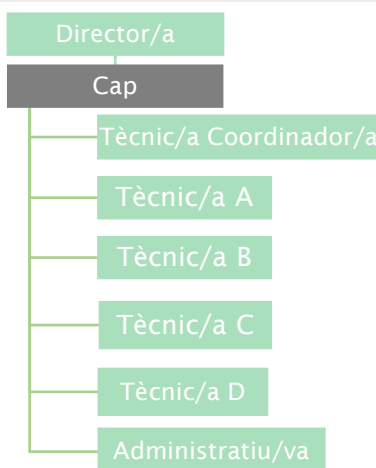 Director/a
Cap
Tècnic/a Coordinador/a
Tècnic/a A
Tècnic/a B
Tècnic/a C
Tècnic/a D
Administratiu/va